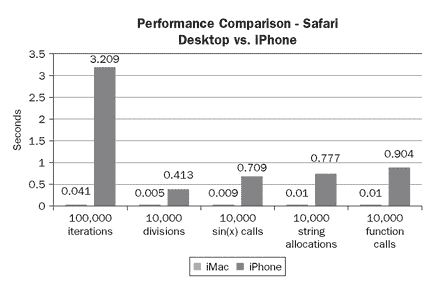 Performance Comparison - Safari
Desktop vs. iPhone
Seconds
3.5
3
2.5
2
1.5
1
0.5
0
0.041
3.209
0.005
0.413
0.009
0.709
0.01
0.777
0.01
0.904
100,000
iterations
10,000
divisions
10,000
sin(x) calls
10,000
string
allocations
10,000
function
calls
iMac
iPhone